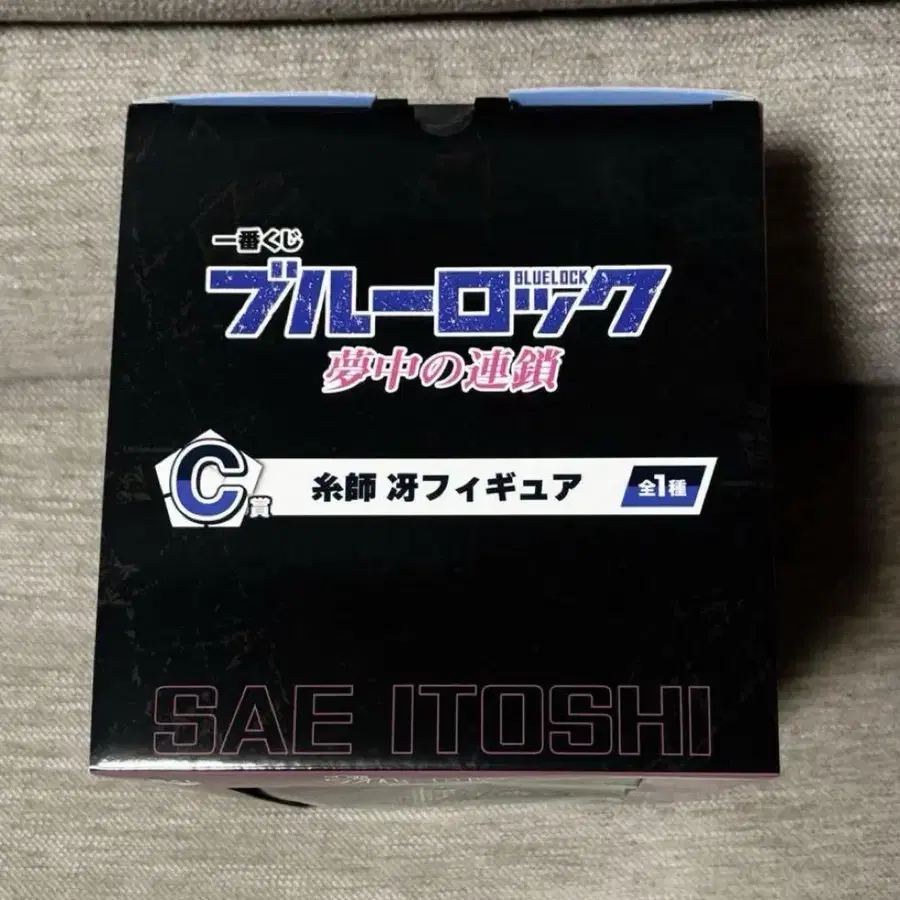 一番くじ
BLUELOCK
ブルーロック
夢中の連鎖
C賞 糸師 冴フィギュア 全1種
SAE ITOSHI